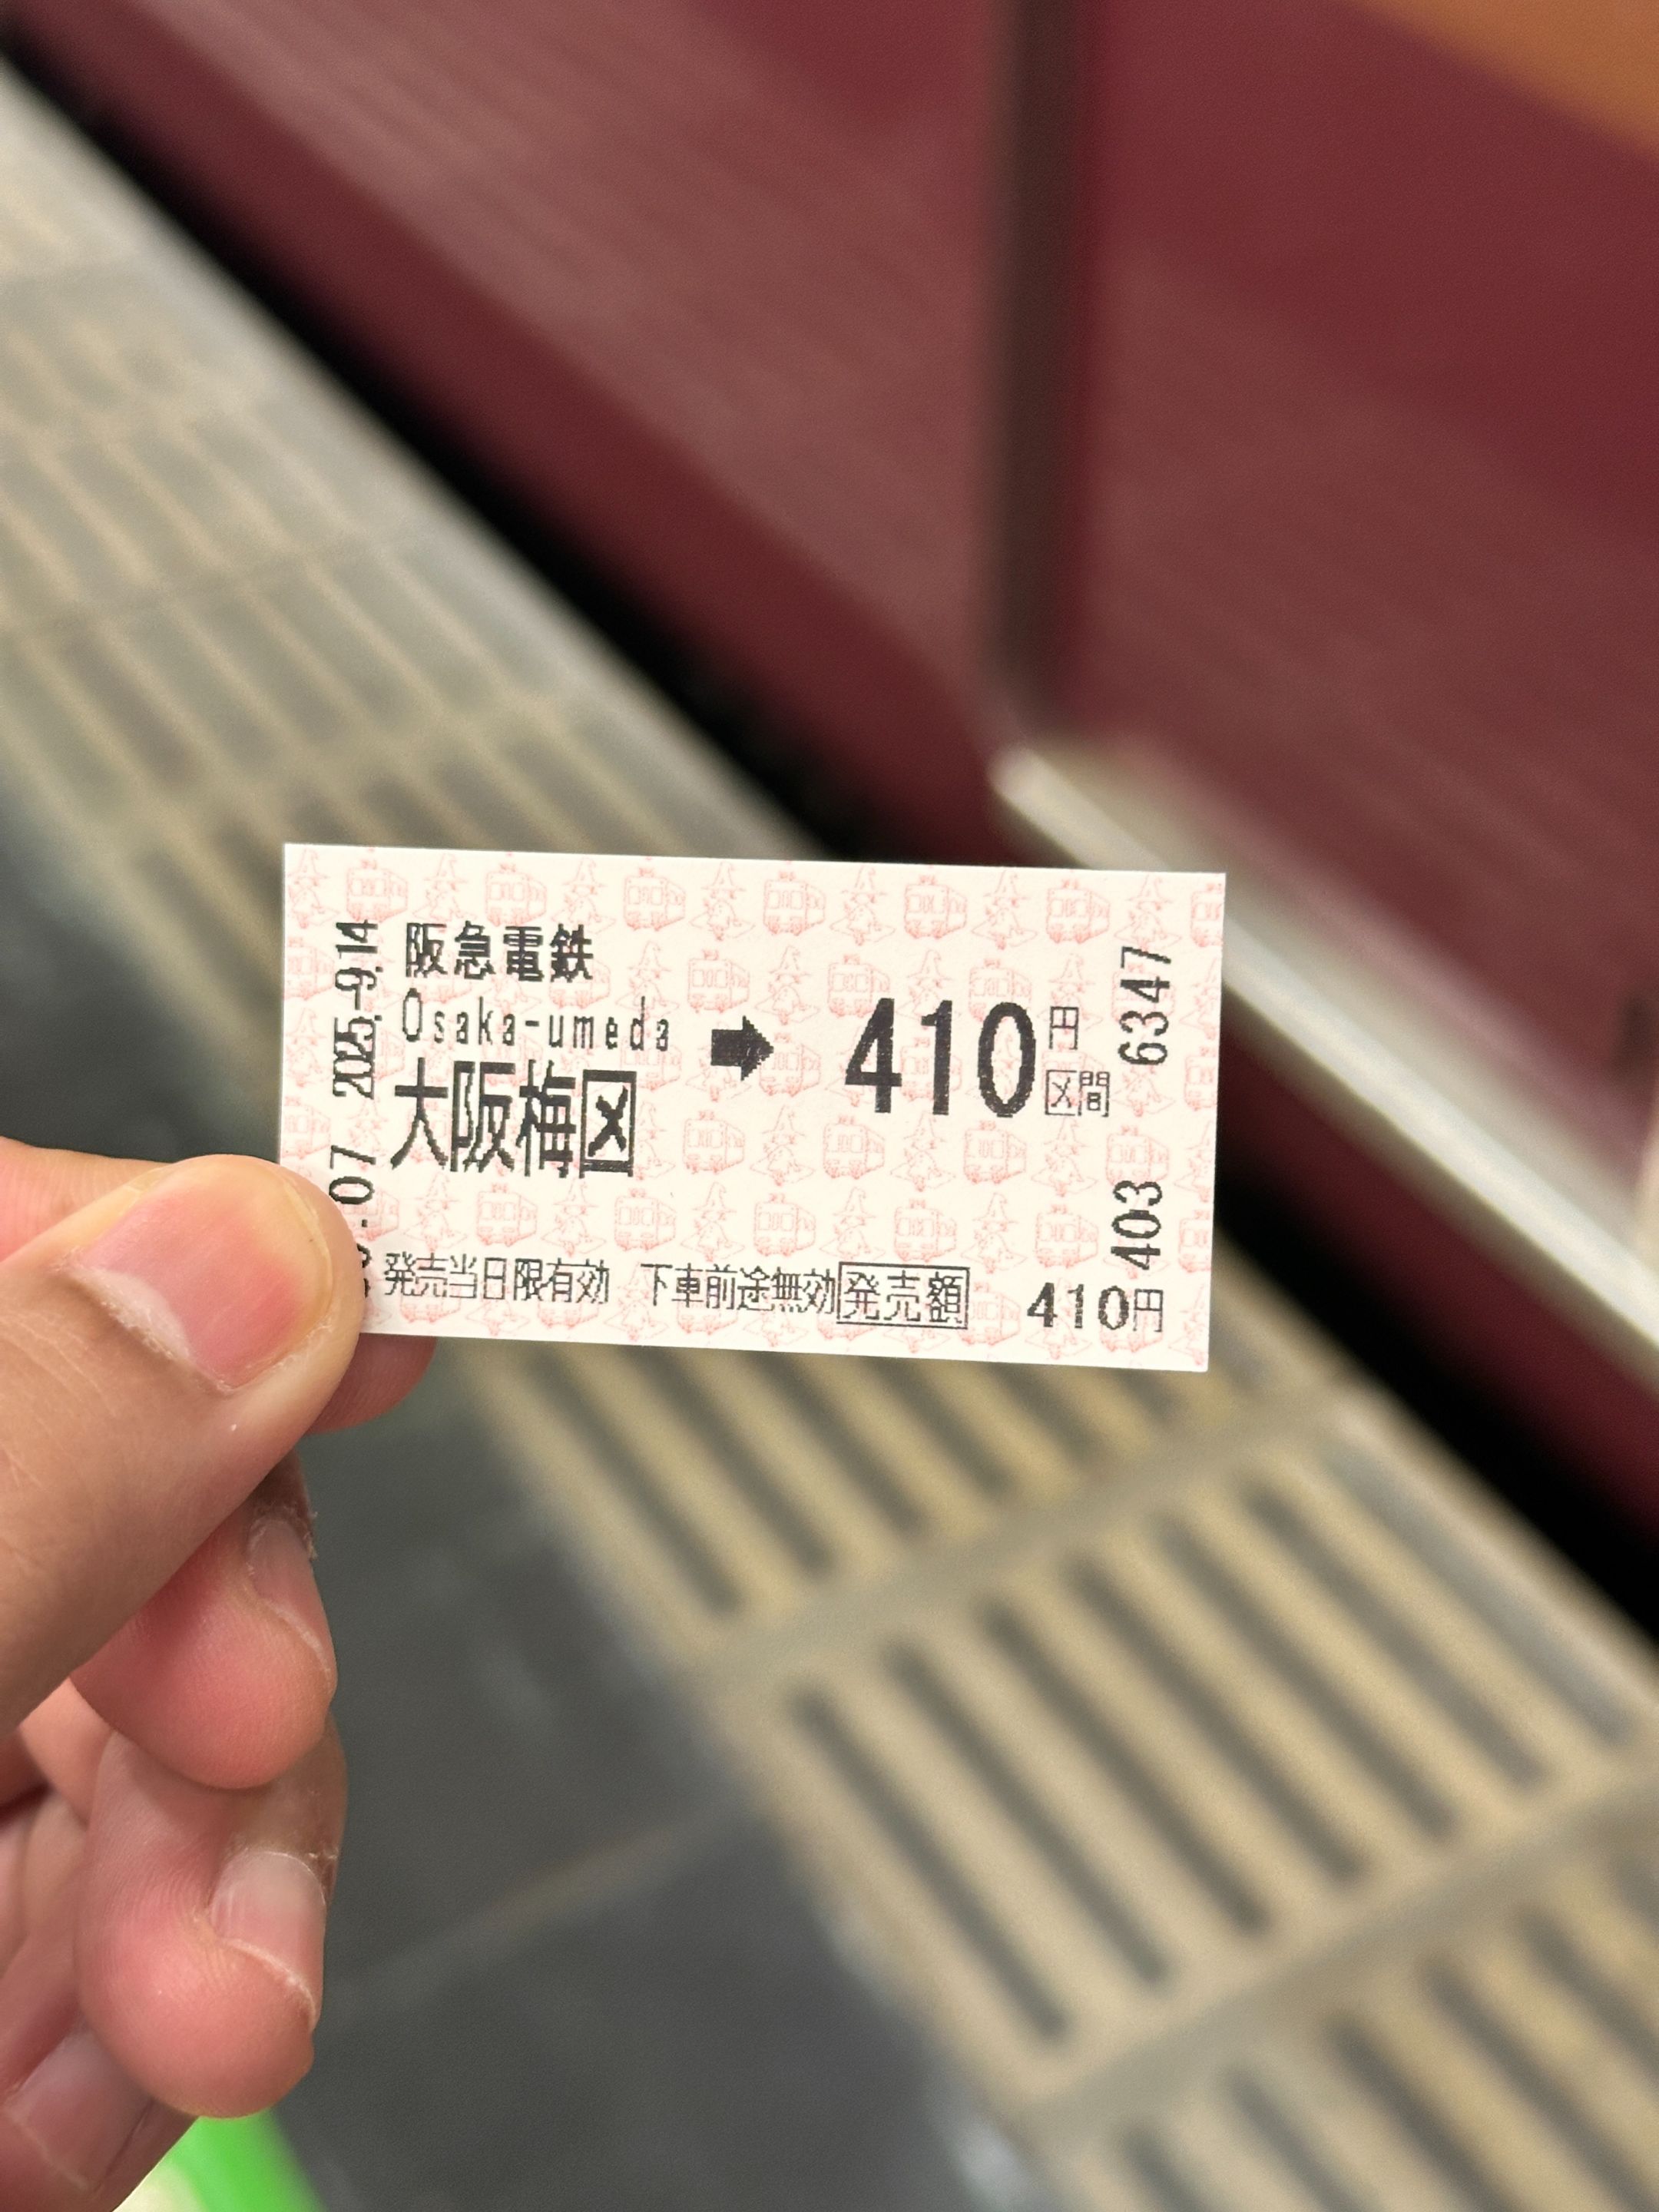 阪急電鉄
Osaka-umeda
大阪梅区
➡ 410円区間
発売当日限有効 下車前途無効 発売額 410円
2025.-9.14
:07
6347
403